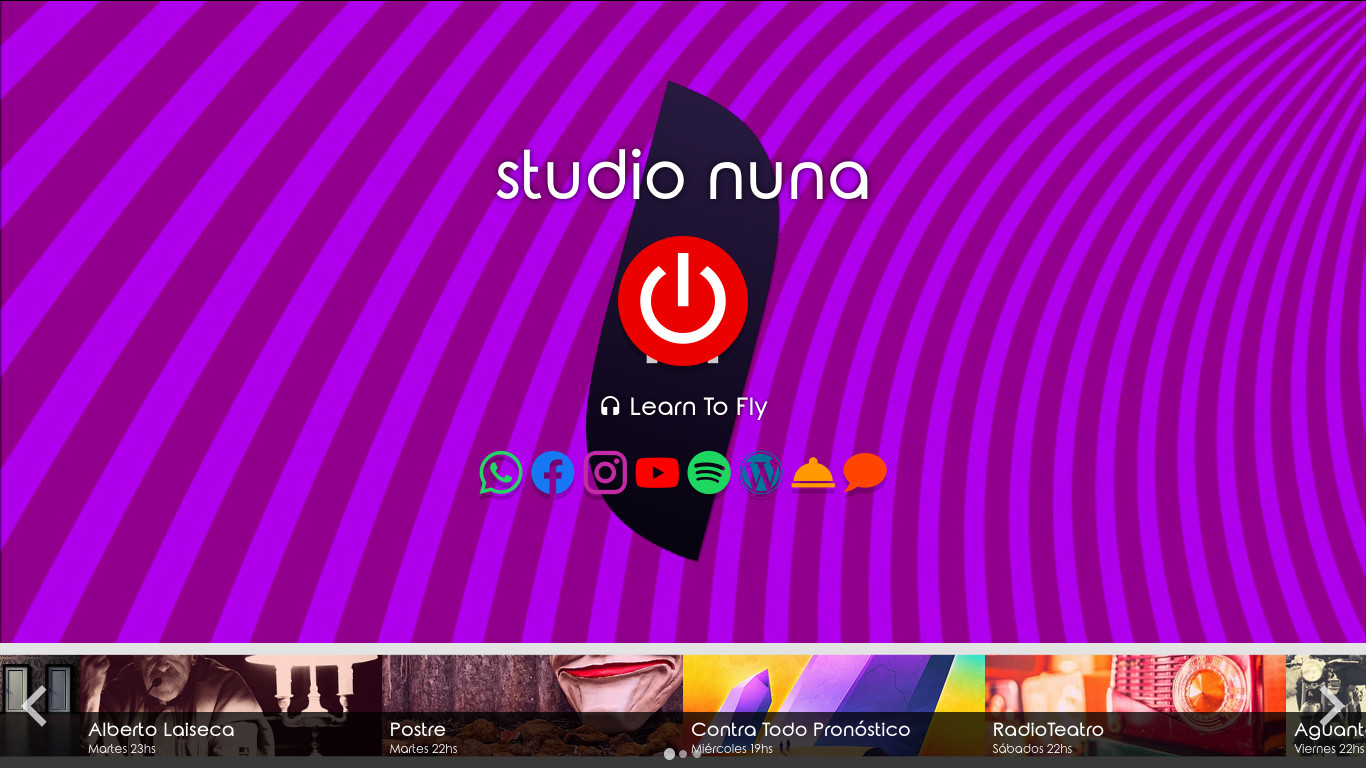 studio nuna
Learn To Fly
Alberto Laiseca
Martes 23hs
Postre
Martes 22hs
Contra Todo Pronóstico
Miércoles 19hs
RadioTeatro
Sábados 22hs
Aguant
Viernes 22hs